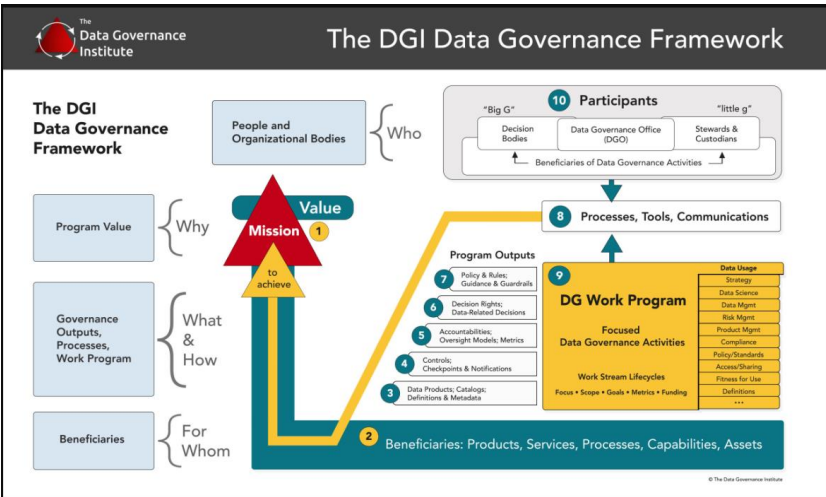 The
Data Governance
Institute
The DGI Data Governance Framework
The DGI
Data Governance
Framework
People and
Organizational Bodies
Who
Program Value
Why
Governance
Outputs,
Processes,
Work Program
What
&
How
Beneficiaries
For
Whom
Value
Mission
1
to
achieve
10 Participants
"Big G"
"little g"
Decision
Bodies
Data Governance Office
(DGO)
Stewards &
Custodians
Beneficiaries of Data Governance Activities
8 Processes, Tools, Communications
Program Outputs
7 Policy & Rules;
Guidance & Guardrails
6 Decision Rights;
Data-Related Decisions
5 Accountabilities;
Oversight Models; Metrics
4 Controls;
Checkpoints & Notifications
3 Data Products; Catalogs;
Definitions & Metadata
9
DG Work Program
Focused
Data Governance Activities
Work Stream Lifecycles
Focus • Scope • Goals • Metrics • Funding
Data Usage
Strategy
Data Science
Data Mgmt
Risk Mgmt
Product Mgmt
Compliance
Policy/Standards
Access/Sharing
Fitness for Use
Definitions
•••
2 Beneficiaries: Products, Services, Processes, Capabilities, Assets
© The Data Governance Institute